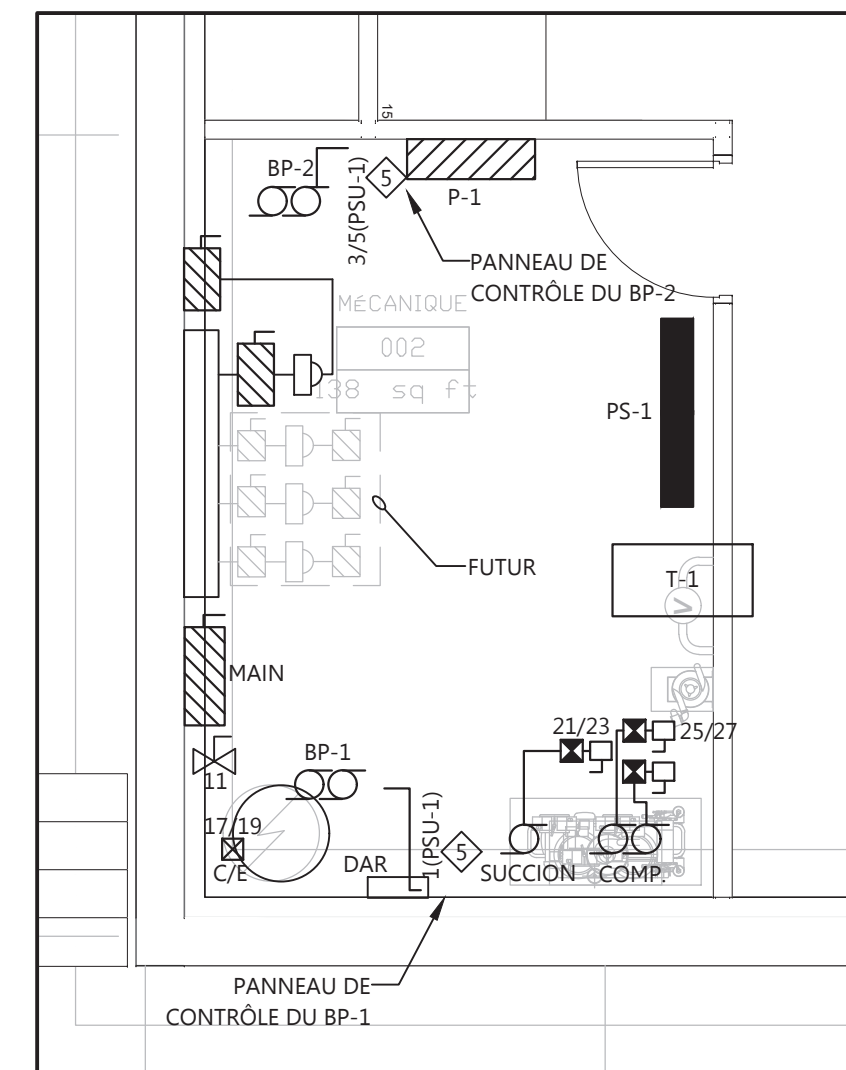 15
BP-2
3/5(PSU-1)
5
P-1
PANNEAU DE
CONTRÔLE DU BP-2
MÉCANIQUE
002
138 sq ft
PS-1
FUTUR
T-1
V
MAIN
21/23
25/27
11
BP-1
17/19
C/E
DAR
1(PSU-1)
5
SUCCION
COMP.
PANNEAU DE
CONTRÔLE DU BP-1